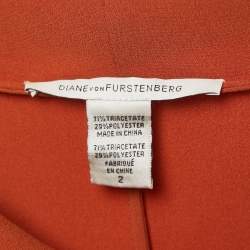 DIANE VON FURSTENBERG
71% TRIACETATE
29% POLYESTER
MADE IN CHINA
71% TRIACETATE
29% POLYESTER
FABRIQUÉ
EN CHINE
2